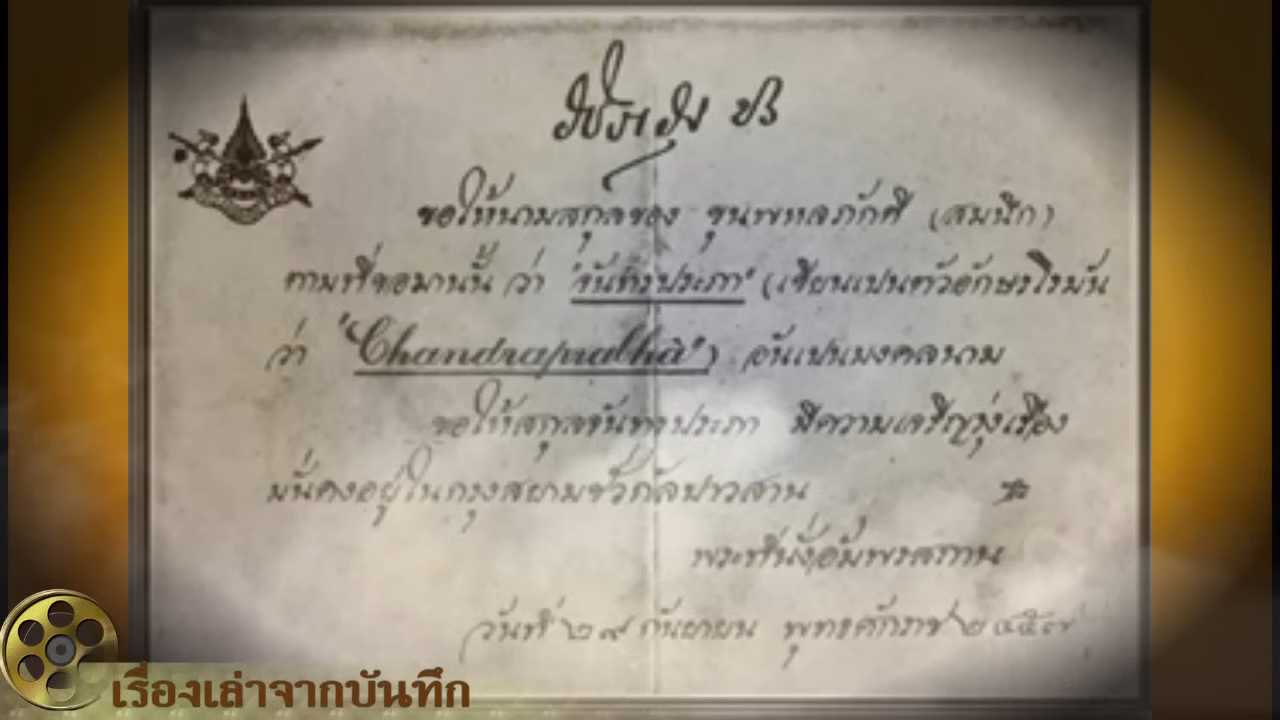 ขอให้นามสกุลของ ขุนพหลภักดี (สมนึก)
ตามที่ขอมานั้น ว่า "จันทรประภา" (เขียนเปนตัวอักษรโรมัน
ว่า "Chandraprabhâ") อันเปนมงคลนาม
ขอให้สกุลจันทรประภา มีความเจริญรุ่งเรือง
มั่นคงอยู่ในกรุงสยามชั่วกัลปาวสาน
พระที่นั่งอัมพรสถาน
วันที่ ๒๙ กันยายน พุทธศักราช
เรื่องเล่าจากบันทึก